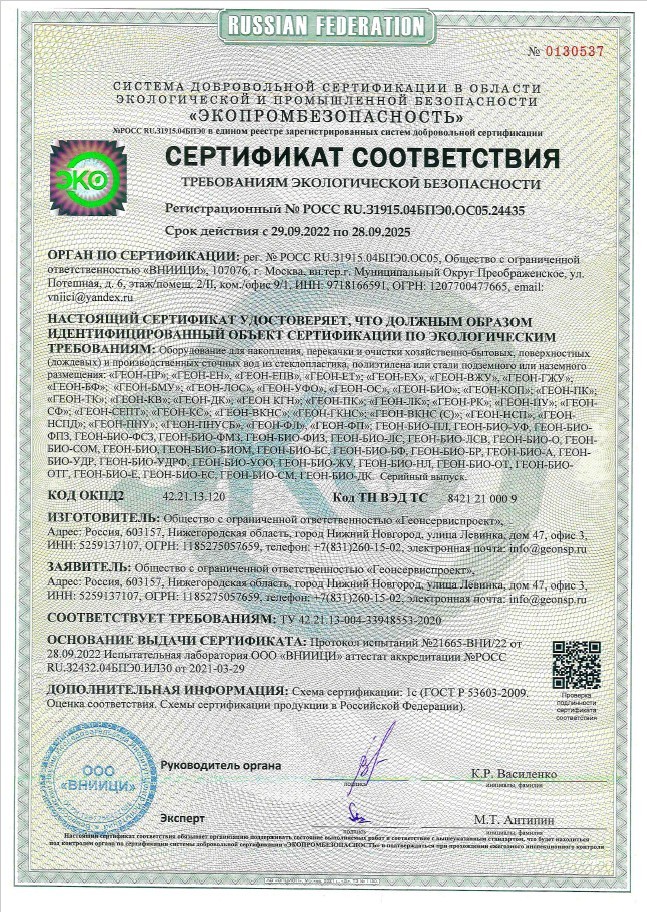 RUSSIAN FEDERATION
№ 0130537
СИСТЕМА ДОБРОВОЛЬНОЙ СЕРТИФИКАЦИИ В ОБЛАСТИ
ЭКОЛОГИЧЕСКОЙ И ПРОМЫШЛЕННОЙ БЕЗОПАСНОСТИ
«ЭКОПРОМБЕЗОПАСНОСТЬ»
№РОСС RU.31915.04БПЭ0 в едином реестре зарегистрированных систем добровольной сертификации
ЭКО
СЕРТИФИКАТ СООТВЕТСТВИЯ
ТРЕБОВАНИЯМ ЭКОЛОГИЧЕСКОЙ БЕЗОПАСНОСТИ
Регистрационный № РОСС RU.31915.04БПЭ0.ОС05.24435
Срок действия с 29.09.2022 по 28.09.2025
ОРГАН ПО СЕРТИФИКАЦИИ: рег. № РОСС RU.31915.04БПЭ0.ОС05, Общество с ограниченной
ответственностью «ВНИИЦИ», 107076, г. Москва, вн.тер.г. Муниципальный Округ Преображенское, ул.
Потешная, д. 6, этаж/помещ. 2/II, ком./офис 9/1, ИНН: 9718166591, ОГРН: 1207700477665, email:
vniici@yandex.ru
НАСТОЯЩИЙ СЕРТИФИКАТ УДОСТОВЕРЯЕТ, ЧТО ДОЛЖНЫМ ОБРАЗОМ
ИДЕНТИФИЦИРОВАННЫЙ ОБЪЕКТ СЕРТИФИКАЦИИ ПО ЭКОЛОГИЧЕСКИМ
ТРЕБОВАНИЯМ: Оборудование для накопления, перекачки и очистки хозяйственно-бытовых, поверхностных
(дождевых) и производственных сточных вод из стеклопластика, полиэтилена или стали подземного или наземного
размещения: «ГЕОН-ПР»; «ГЕОН-ЕН», «ГЕОН-ЕПВ», «ГЕОН-ЕТ»; «ГЕОН-ЕХ», «ГЕОН-ВЖУ», «ГЕОН-ГЖУ»;
«ГЕОН-БФ»; «ГЕОН-БМУ»; «ГЕОН-ЛОС», «ГЕОН-УФО»; «ГЕОН-ОС», «ГЕОН-БИО»; «ГЕОН-КОП»; «ГЕОН-ПК»;
«ГЕОН-ГК»; «ГЕОН-КВ»; «ГЕОН-ДК»; «ГЕОН КГН»; «ГЕОН-ПК», «ГЕОН-ЛК»; «ГЕОН-РК», «ГЕОН-ПУ»; «ГЕОН-
СФ»; «ГЕОН-СЕПТ», «ГЕОН-КС»; «ГЕОН-ВКНС», «ГЕОН-ГКНС»; «ГЕОН-ВКНС (С)»; «ГЕОН-НСП», «ГЕОН-
НСПД»; «ГЕОН-ПНУ», «ГЕОН-ПНУСБ», «ГЕОН-ФЛ», «ГЕОН-ФП»; ГЕОН-БИО-ПЛ, ГЕОН-БИО-УФ, ГЕОН-БИО-
ФПЗ, ГЕОН-БИО-ФСЗ, ГЕОН-БИО-ФМЗ, ГЕОН-БИО-ФИЗ, ГЕОН-БИО-ЛС, ГЕОН-БИО-ЛСВ, ГЕОН-БИО-О, ГЕОН-
БИО-СОМ, ГЕОН-БИО, ГЕОН-БИО-БИОМ, ГЕОН-БИО-БС, ГЕОН-БИО-БФ, ГЕОН-БИО-БР, ГЕОН-БИО-А, ГЕОН-
БИО-УДР, ГЕОН-БИО-УДРФ, ГЕОН-БИО-УОО, ГЕОН-БИО-ЖУ, ГЕОН-БИО-НЛ, ГЕОН-БИО-ОТ, ГЕОН-БИО-
ОТГ, ГЕОН-БИО-Е, ГЕОН-БИО-ЕС, ГЕОН-БИО-СМ, ГЕОН-БИО-ДК. Серийный выпуск.
КОД ОКПД2 42.21.13.120 Код ТН ВЭД ТС 8421 21 000 9
ИЗГОТОВИТЕЛЬ: Общество с ограниченной ответственностью «Геонсервиспроект»,
Адрес: Россия, 603157, Нижегородская область, город Нижний Новгород, улица Левинка, дом 47, офис 3,
ИНН: 5259137107, ОГРН: 1185275057659, телефон: +7(831)260-15-02, электронная почта: info@geonsp.ru
ЗАЯВИТЕЛЬ: Общество с ограниченной ответственностью «Геонсервиспроект»,
Адрес: Россия, 603157, Нижегородская область, город Нижний Новгород, улица Левинка, дом 47, офис 3,
ИНН: 5259137107, ОГРН: 1185275057659, телефон: +7(831)260-15-02, электронная почта: info@geonsp.ru
СООТВЕТСТВУЕТ ТРЕБОВАНИЯМ: ТУ 42.21.13-004-33948553-2020
ОСНОВАНИЕ ВЫДАЧИ СЕРТИФИКАТА: Протокол испытаний №21665-ВНИ/22 от
28.09.2022 Испытательная лаборатория ООО «ВНИИЦИ» аттестат аккредитации №РОСС
RU.32432.04БПЭ0.ИЛ30 от 2021-03-29
Проверка
подлинности
сертификата
соответствия
ДОПОЛНИТЕЛЬНАЯ ИНФОРМАЦИЯ: Схема сертификации: 1с (ГОСТ Р 53603-2009.
Оценка соответствия. Схемы сертификации продукции в Российской Федерации).
ООО
«ВНИИЦИ»
Руководитель органа
К.Р. Василенко
подпись
инициалы, фамилия
Эксперт
М.Т. Антипин
подпись
инициалы, фамилия
Настоящий сертификат соответствия обязывает организацию поддерживать состояние выполняемых работ в соответствии с вышеуказанным стандартом, что будет находиться
под контролем органа по сертификации системы добровольной сертификации «ЭКОПРОМБЕЗОПАСНОСТЬ» и подтверждаться при прохождении ежегодного инспекционного контроля